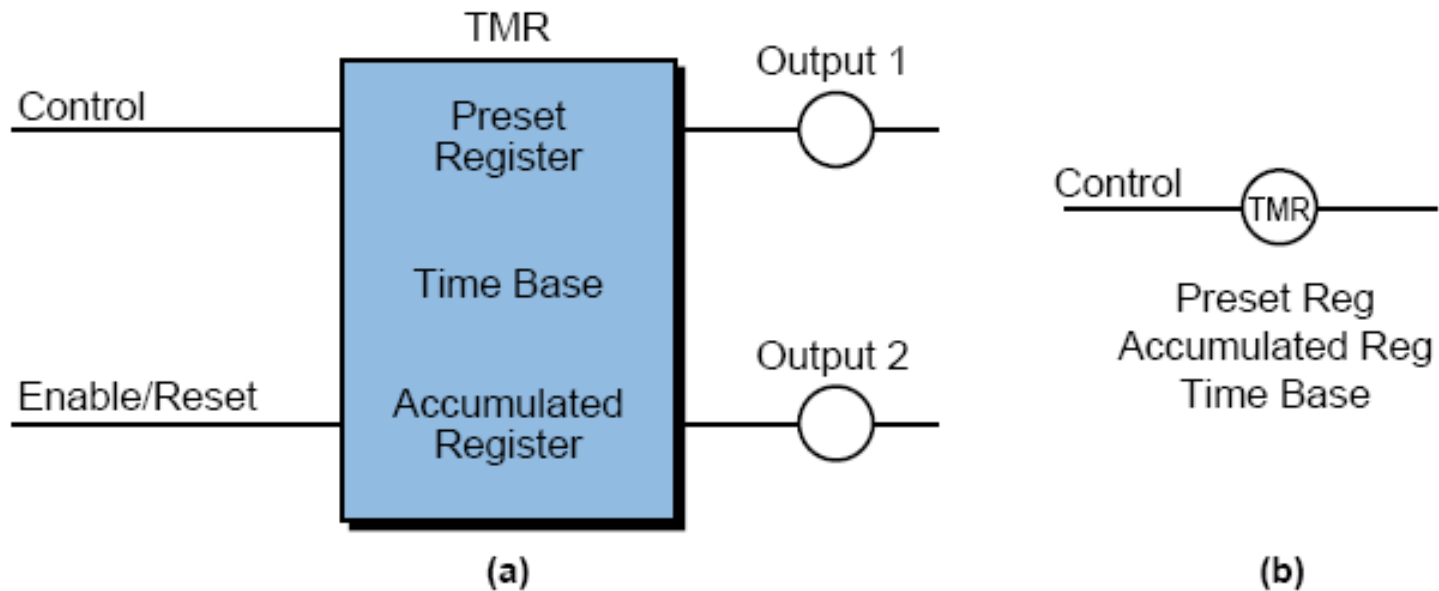 TMR
Control
Preset
Register
Output 1
Time Base
Enable/Reset
Accumulated
Register
Output 2
(a)
Control
TMR
Preset Reg
Accumulated Reg
Time Base
(b)